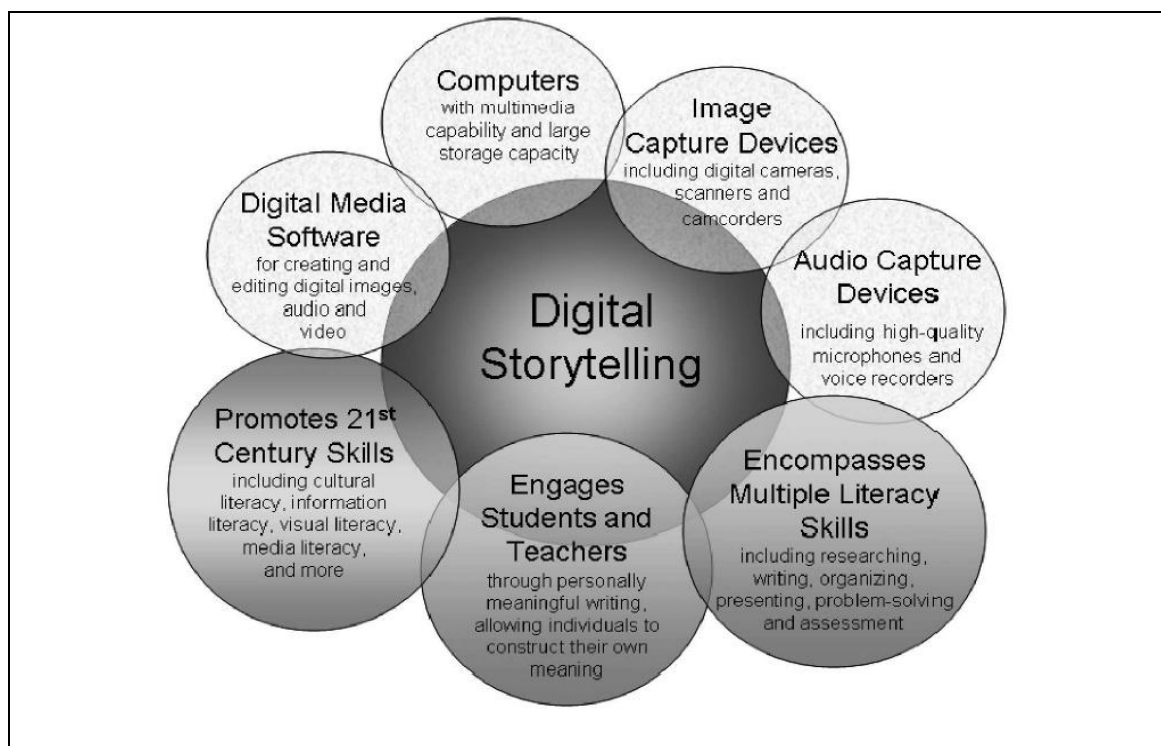 Computers
with multimedia
capability and large
storage capacity
Image
Capture Devices
including digital cameras,
scanners and
camcorders
Digital Media
Software
for creating and
editing digital images,
audio and
video
Audio Capture
Devices
including high-quality
microphones and
voice recorders
Digital
Storytelling
Promotes 21st
Century Skills
including cultural
literacy, information
literacy, visual literacy,
media literacy,
and more
Engages
Students and
Teachers
through personally
meaningful writing,
allowing individuals to
construct their own
meaning
Encompasses
Multiple Literacy
Skills
including researching,
writing, organizing,
presenting, problem-solving
and assessment